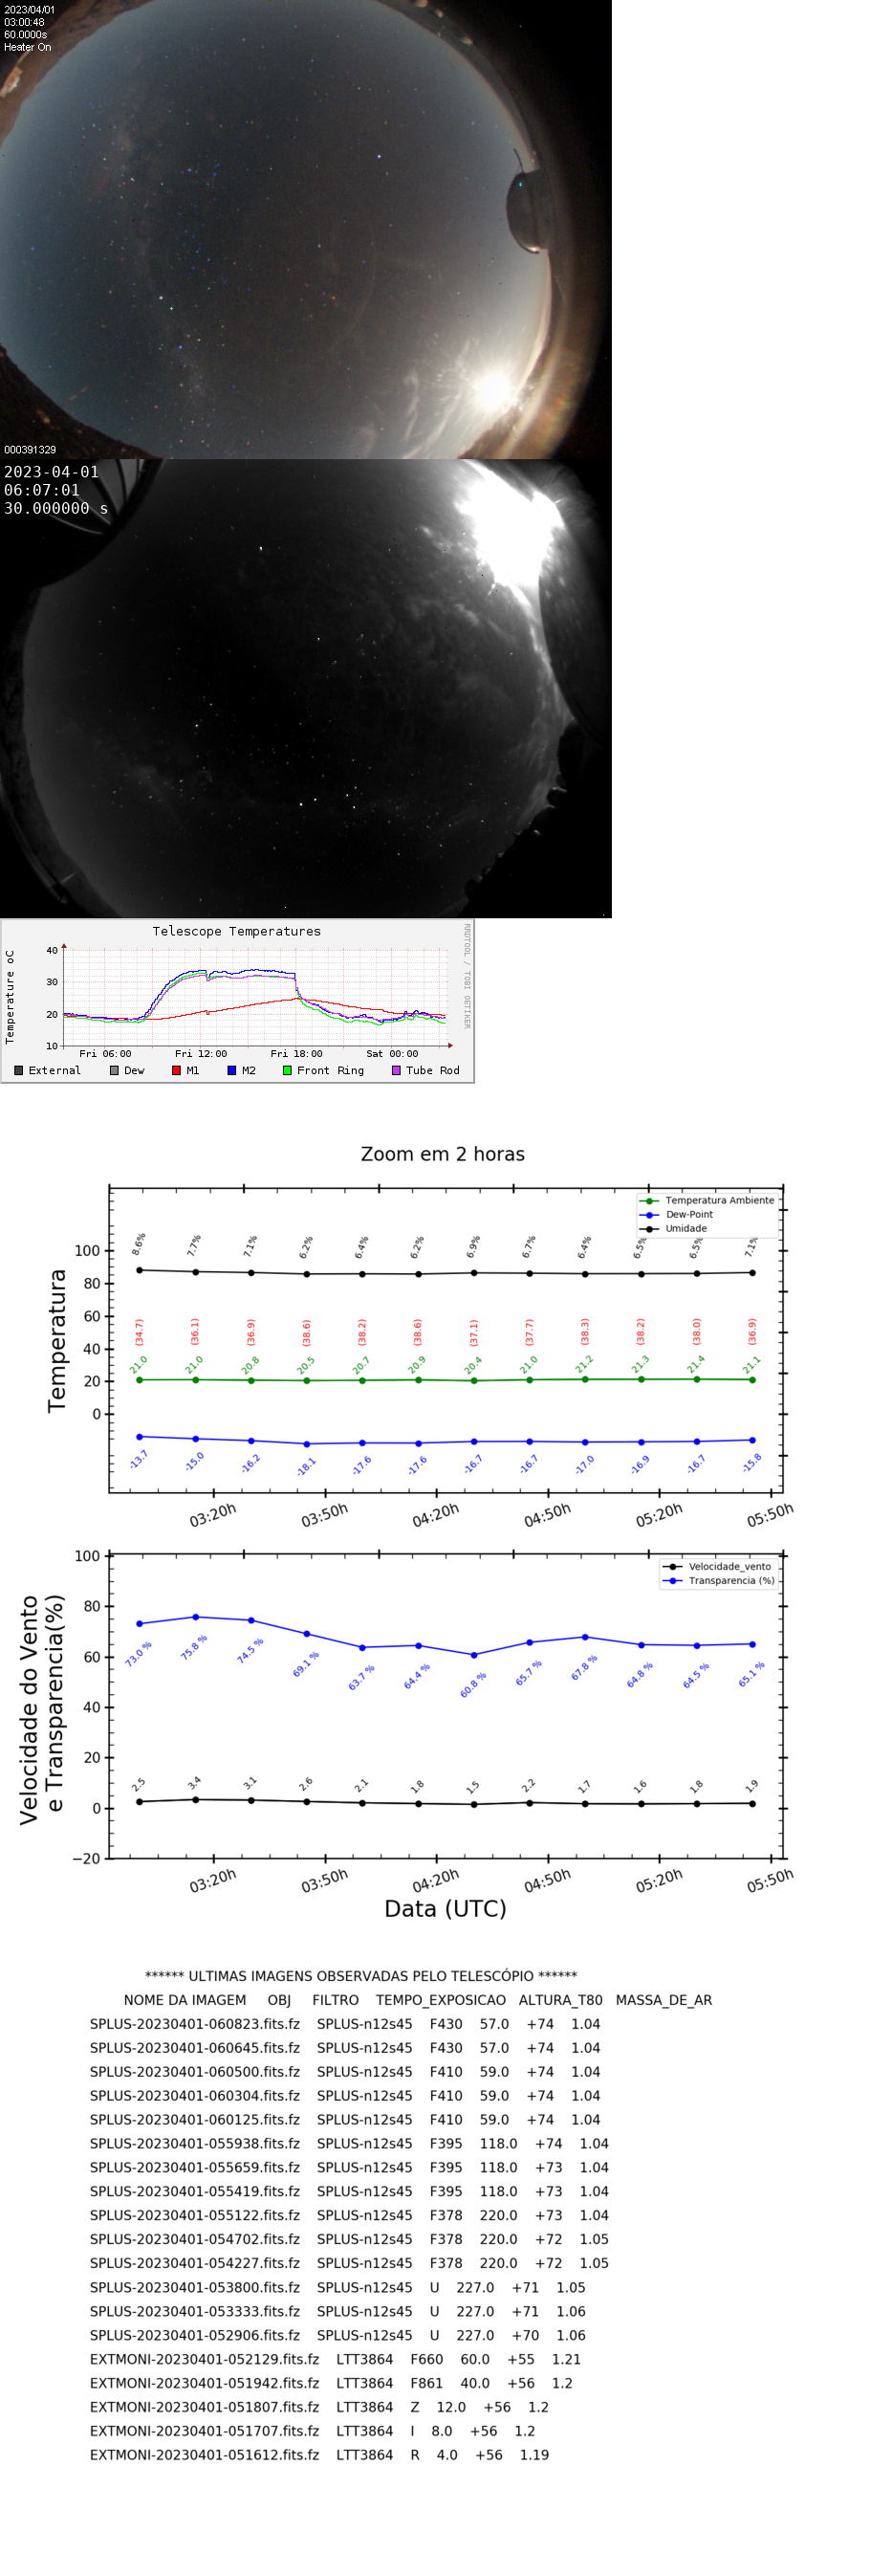 2023/04/01
03:00:48
60.0000s
Heater On
000391329
2023-04-01
06:07:01
30.000000 s
Telescope Temperatures
RRDTOOL / TOBI OETIKER
Temperature oC
40
30
20
10
Fri 06:00 Fri 12:00 Fri 18:00 Sat 00:00
External Dew M1 M2 Front Ring Tube Rod
Zoom em 2 horas
Temperatura Ambiente
Dew-Point
Umidade
8.6% 7.7% 7.1% 6.2% 6.4% 6.2% 6.9% 6.7% 6.4% 6.5% 6.5% 7.1%
Temperatura
100
80
60
40
20
0
(34.7) (36.1) (36.9) (38.6) (38.2) (38.6) (37.1) (37.7) (38.3) (38.2) (38.0) (36.9)
21.0 21.0 20.8 20.5 20.7 20.9 20.4 21.0 21.2 21.3 21.4 21.1
-13.7 -15.0 -16.2 -18.1 -17.6 -17.6 -16.7 -16.7 -17.0 -16.9 -16.7 -15.8
03:20h 03:50h 04:20h 04:50h 05:20h 05:50h
Velocidade_vento
Transparencia (%)
Velocidade do Vento
e Transparencia(%)
100
80
60
40
20
0
−20
73.0 % 75.8 % 74.5 % 69.1 % 63.7 % 64.4 % 60.8 % 65.7 % 67.8 % 64.8 % 64.5 % 65.1 %
2.5 3.4 3.1 2.6 2.1 1.8 1.5 2.2 1.7 1.6 1.8 1.9
03:20h 03:50h 04:20h 04:50h 05:20h 05:50h
Data (UTC)
****** ULTIMAS IMAGENS OBSERVADAS PELO TELESCÓPIO ******
NOME DA IMAGEM OBJ FILTRO TEMPO_EXPOSICAO ALTURA_T80 MASSA_DE_AR
SPLUS-20230401-060823.fits.fz SPLUS-n12s45 F430 57.0 +74 1.04
SPLUS-20230401-060645.fits.fz SPLUS-n12s45 F430 57.0 +74 1.04
SPLUS-20230401-060500.fits.fz SPLUS-n12s45 F410 59.0 +74 1.04
SPLUS-20230401-060304.fits.fz SPLUS-n12s45 F410 59.0 +74 1.04
SPLUS-20230401-060125.fits.fz SPLUS-n12s45 F410 59.0 +74 1.04
SPLUS-20230401-055938.fits.fz SPLUS-n12s45 F395 118.0 +74 1.04
SPLUS-20230401-055659.fits.fz SPLUS-n12s45 F395 118.0 +73 1.04
SPLUS-20230401-055419.fits.fz SPLUS-n12s45 F395 118.0 +73 1.04
SPLUS-20230401-055122.fits.fz SPLUS-n12s45 F378 220.0 +73 1.04
SPLUS-20230401-054702.fits.fz SPLUS-n12s45 F378 220.0 +72 1.05
SPLUS-20230401-054227.fits.fz SPLUS-n12s45 F378 220.0 +72 1.05
SPLUS-20230401-053800.fits.fz SPLUS-n12s45 U 227.0 +71 1.05
SPLUS-20230401-053333.fits.fz SPLUS-n12s45 U 227.0 +71 1.06
SPLUS-20230401-052906.fits.fz SPLUS-n12s45 U 227.0 +70 1.06
EXTMONI-20230401-052129.fits.fz LTT3864 F660 60.0 +55 1.21
EXTMONI-20230401-051942.fits.fz LTT3864 F861 40.0 +56 1.2
EXTMONI-20230401-051807.fits.fz LTT3864 Z 12.0 +56 1.2
EXTMONI-20230401-051707.fits.fz LTT3864 I 8.0 +56 1.2
EXTMONI-20230401-051612.fits.fz LTT3864 R 4.0 +56 1.19